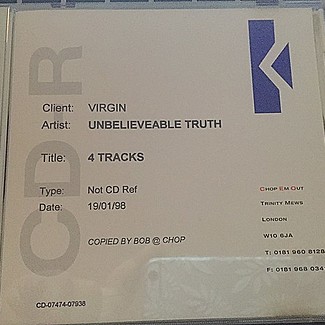 CD-R
Client: VIRGIN
Artist: UNBELIEVEABLE TRUTH
Title: 4 TRACKS
Type: Not CD Ref
Date: 19/01/98
COPIED BY BOB @ CHOP
CHOP EM OUT
TRINITY MEWS
LONDON
W10 6JA
T: 0181 960 8128
F: 0181 968 034
CD-07474-07938